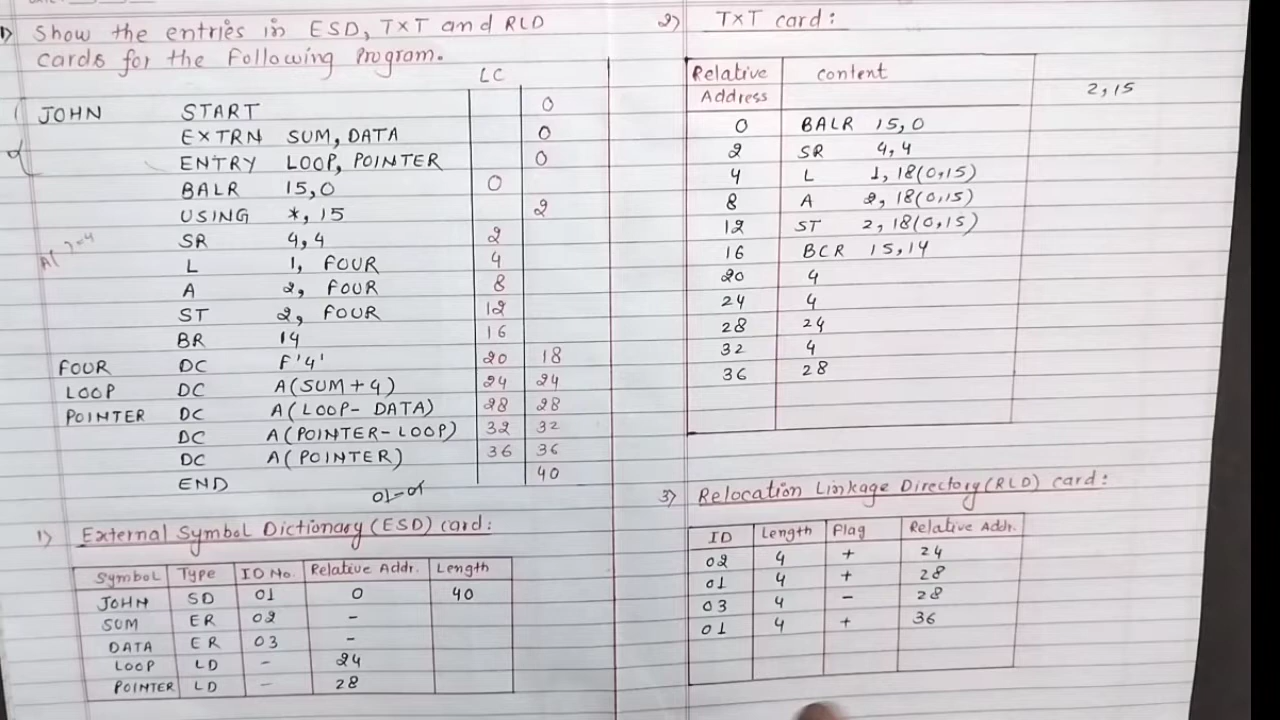 1) Show the entries in ESD, TXT and RLD
cards for the Following Program.
LC
JOHN START 0
EXTRN SUM, DATA 0
ENTRY LOOP, POINTER 0
BALR 15,0 0
USING *, 15 2
SR 4,4 2
L 1, FOUR 4
A 2, FOUR 8
ST 2, FOUR 12
BR 14 16
FOUR DC F'4' 20 18
LOOP DC A(SUM+4) 24 24
POINTER DC A(LOOP-DATA) 28 28
DC A(POINTER-LOOP) 32 32
DC A(POINTER) 36 36
END 40
1) External Symbol Dictionary (ESD) card:
Symbol Type ID No. Relative Addr. Length
JOHN SD 01 0 40
SUM ER 02 -
DATA ER 03 -
LOOP LD - 24
POINTER LD - 28
2) TXT card:
Relative Address content
0 BALR 15,0
2 SR 4,4
4 L 1, 18(0,15)
8 A 2, 18(0,15)
12 ST 2, 18(0,15)
16 BCR 15,14
20 4
24 4
28 24
32 4
36 28
2,15
3) Relocation Linkage Directory (RLD) card:
ID Length Flag Relative Addr.
02 4 + 24
01 4 + 28
03 4 - 28
01 4 + 36